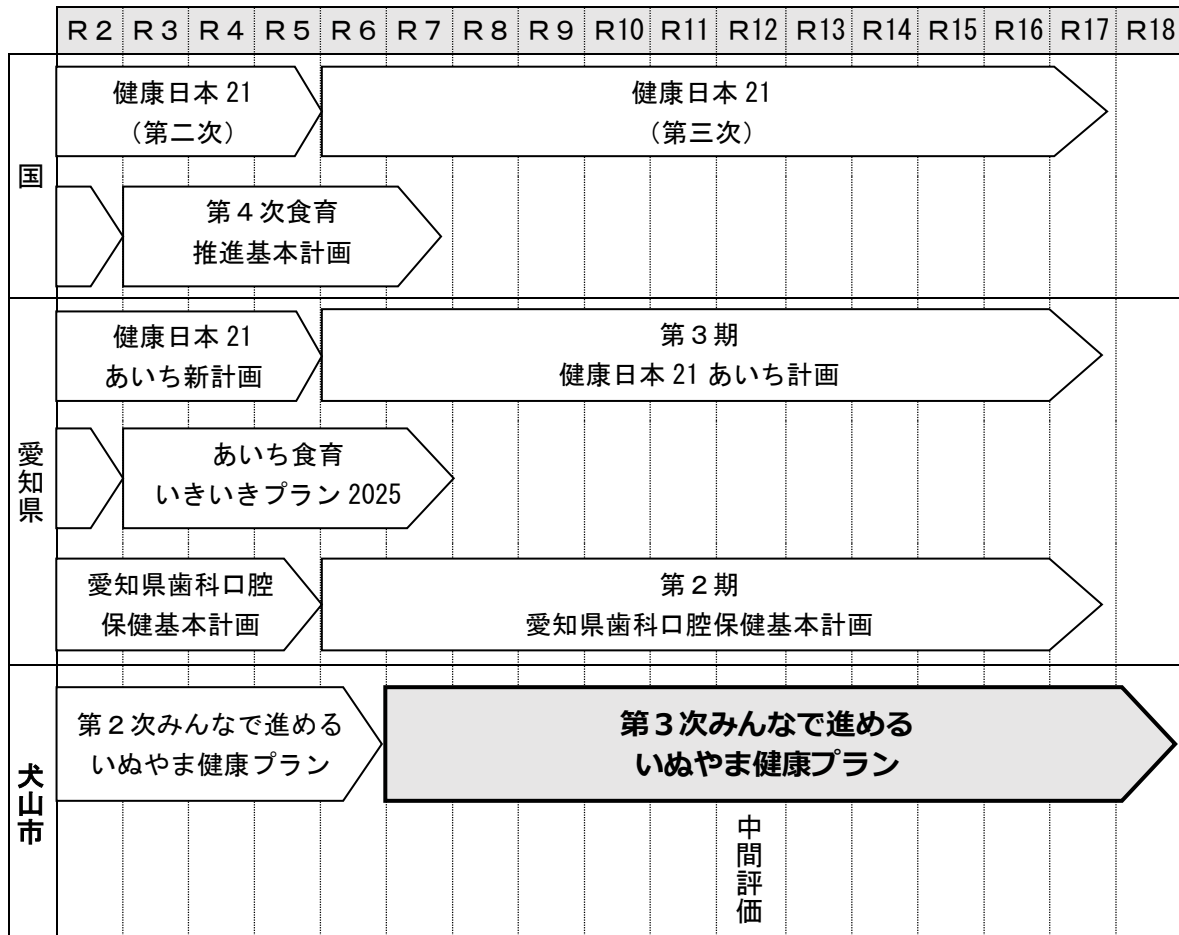 Ｒ２ Ｒ３ Ｒ４ Ｒ５ Ｒ６ Ｒ７ Ｒ８ Ｒ９ Ｒ10 Ｒ11 Ｒ12 Ｒ13 Ｒ14 Ｒ15 Ｒ16 Ｒ17 Ｒ18
国
健康日本 21
（第二次）
健康日本 21
（第三次）
第４次食育
推進基本計画
愛知県
健康日本 21
あいち新計画
第３期
健康日本 21 あいち計画
あいち食育
いきいきプラン 2025
愛知県歯科口腔
保健基本計画
第２期
愛知県歯科口腔保健基本計画
犬山市
第２次みんなで進める
いぬやま健康プラン
第３次みんなで進める
いぬやま健康プラン
中間評価